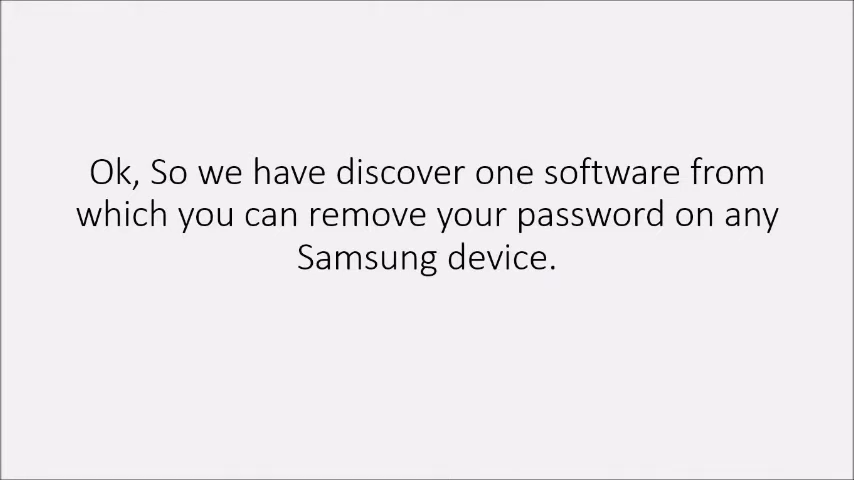 Ok, So we have discover one software from
which you can remove your password on any
Samsung device.